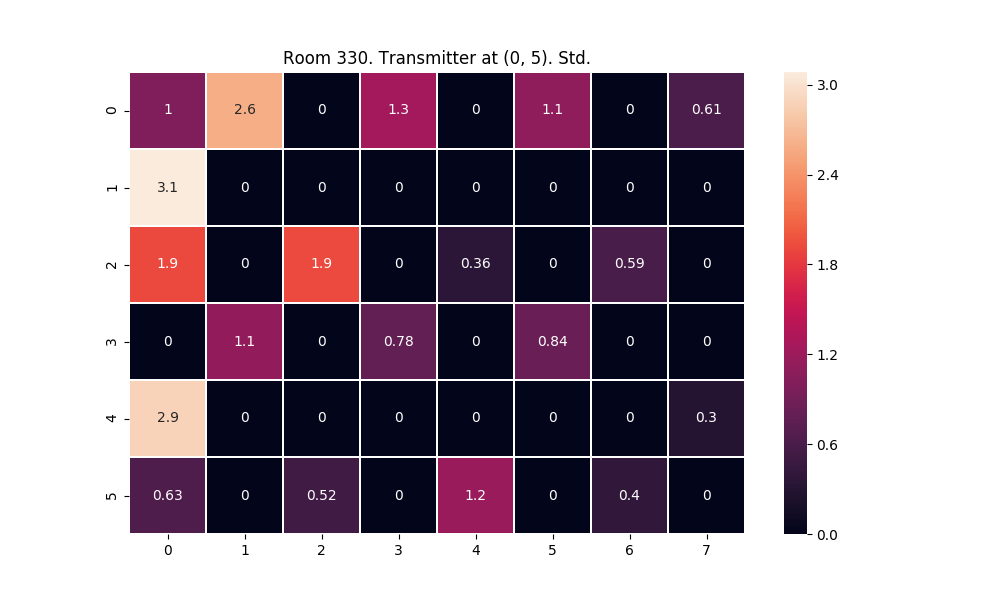 Room 330. Transmitter at (0, 5). Std.
0 1 2.6 0 1.3 0 1.1 0 0.61
1 3.1 0 0 0 0 0 0 0
2 1.9 0 1.9 0 0.36 0 0.59 0
3 0 1.1 0 0.78 0 0.84 0 0
4 2.9 0 0 0 0 0 0 0.3
5 0.63 0 0.52 0 1.2 0 0.4 0
0 1 2 3 4 5 6 7
3.0
2.4
1.8
1.2
0.6
0.0